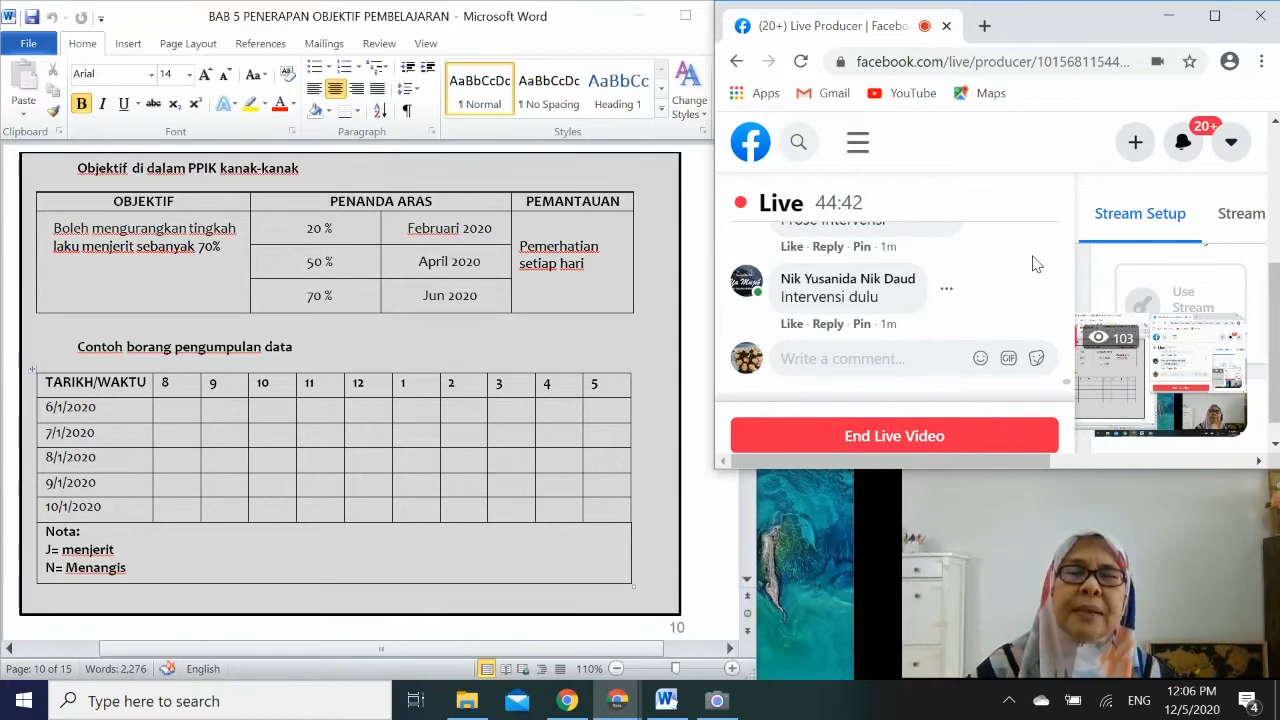 BAB 5 PENERAPAN OBJEKTIF PEMBELAJARAN - Microsoft Word
File Home Insert Page Layout References Mailings Review View
Arial 14
AaBbCcDc AaBbCcDc AaBbCc
Paste
¶ Normal ¶ No Spacing Heading 1
Change Styles
Clipboard Font Paragraph Styles
Objektif di dalam PPIK kanak-kanak
OBJEKTIF PENANDA ARAS PEMANTAUAN
Boleh mengurangkan tingkah laku menjerit sebanyak 70%
20 % Februari 2020
50 % April 2020
70 % Jun 2020
Pemerhatian setiap hari
Contoh borang pengumpulan data
TARIKH/WAKTU 8 9 10 11 12 1 2 3 4 5
6/1/2020
7/1/2020
8/1/2020
9/1/2020
10/1/2020
Nota:
J= menjerit
N= Menangis
10
Page: 10 of 15 Words: 2,276 English 110%
(20+) Live Producer | Facebo
facebook.com/live/producer/10156811544...
Apps Gmail YouTube Maps
20+
Live 44:42
Prose intervensi
Like · Reply · Pin · 1m
Nik Yusanida Nik Daud
Intervensi dulu
Like · Reply · Pin · 1m
Write a comment...
GIF
End Live Video
Stream Setup Stream
Use Stream
103
Type here to search
ENG
12:06 PM
12/5/2020
4